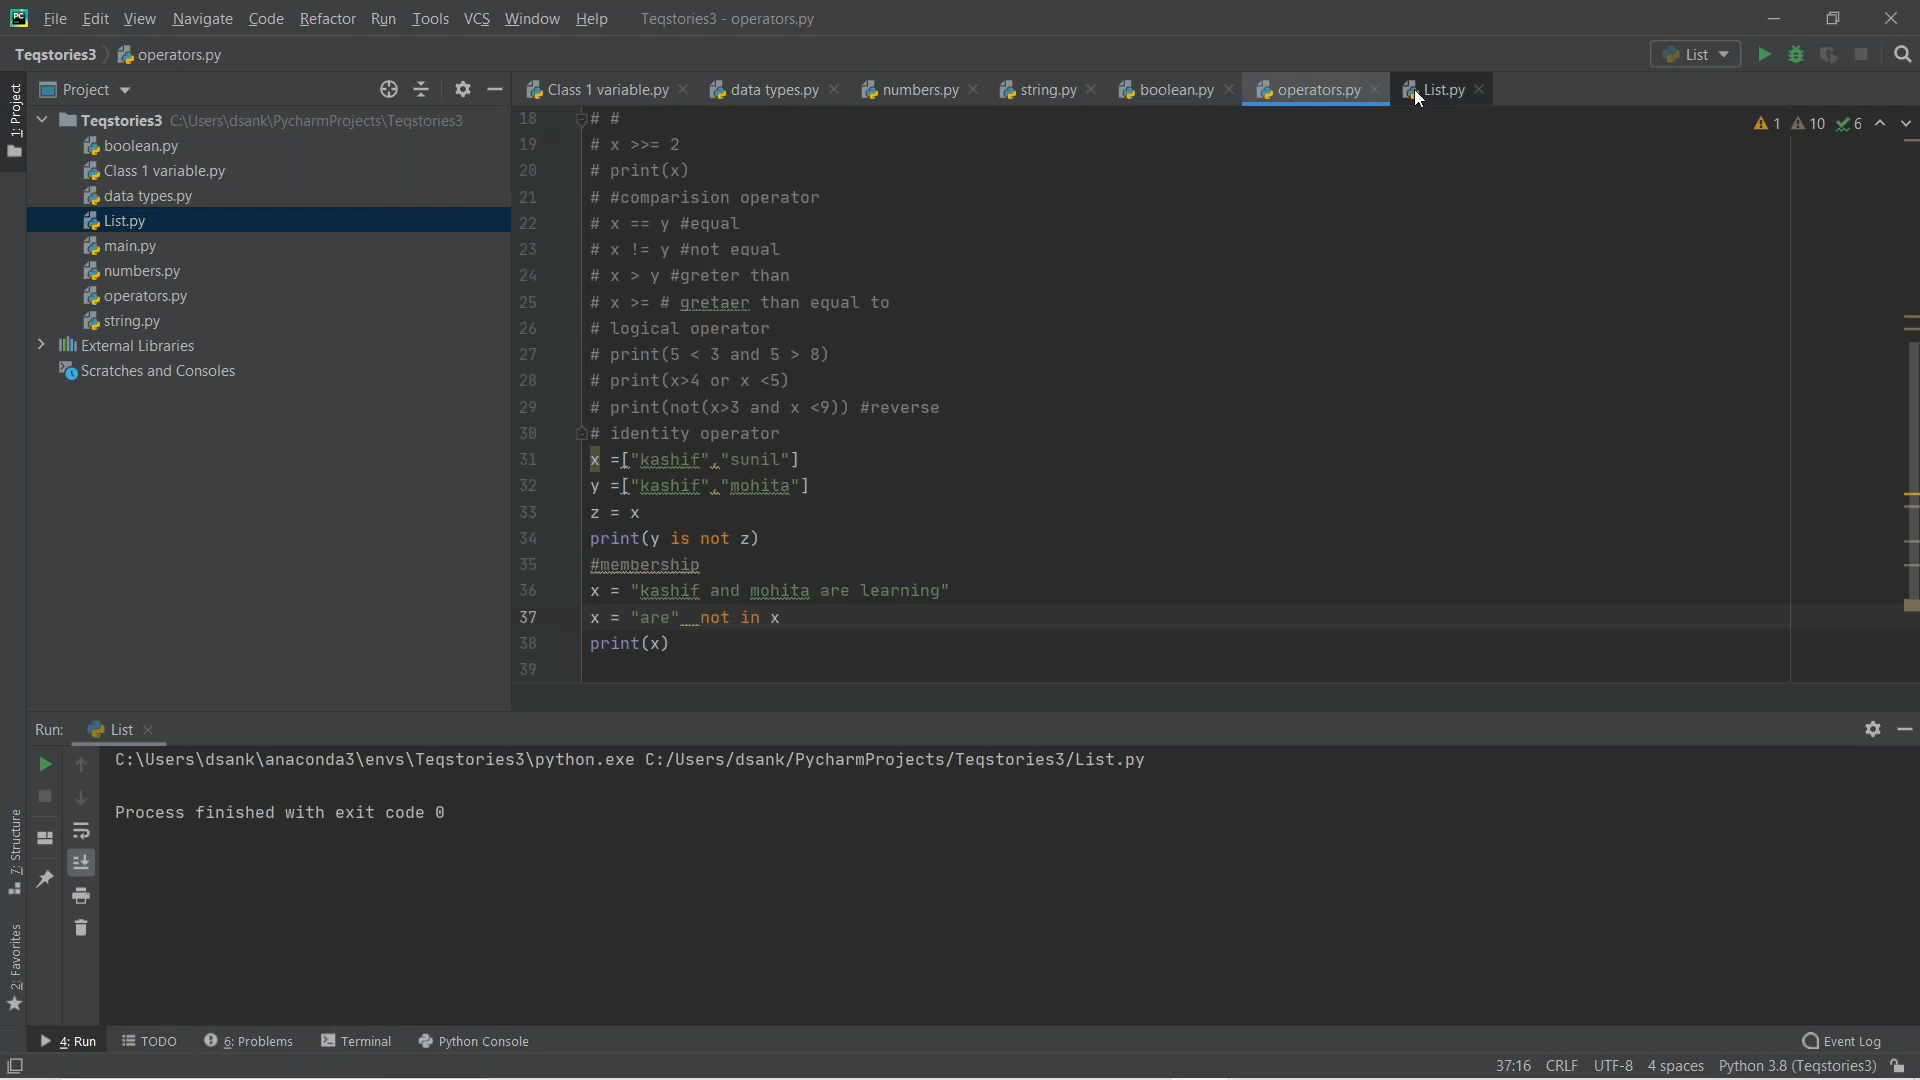 File Edit View Navigate Code Refactor Run Tools VCS Window Help Teqstories3 - operators.py
Teqstories3 operators.py List
1: Project
Project
Class 1 variable.py data types.py numbers.py string.py boolean.py operators.py List.py
Teqstories3 C:\Users\dsank\PycharmProjects\Teqstories3
boolean.py
Class 1 variable.py
data types.py
List.py
main.py
numbers.py
operators.py
string.py
External Libraries
Scratches and Consoles
1 10 6
18 # #
19 # x >>= 2
20 # print(x)
21 # #comparision operator
22 # x == y #equal
23 # x != y #not equal
24 # x > y #greter than
25 # x >= # gretaer than equal to
26 # logical operator
27 # print(5 < 3 and 5 > 8)
28 # print(x>4 or x <5)
29 # print(not(x>3 and x <9)) #reverse
30 # identity operator
31 x =["kashif","sunil"]
32 y =["kashif","mohita"]
33 z = x
34 print(y is not z)
35 #membership
36 x = "kashif and mohita are learning"
37 x = "are"  not in x
38 print(x)
39
Run: List
C:\Users\dsank\anaconda3\envs\Teqstories3\python.exe C:/Users/dsank/PycharmProjects/Teqstories3/List.py
Process finished with exit code 0
7: Structure
2: Favorites
4: Run TODO 6: Problems Terminal Python Console Event Log
37:16 CRLF UTF-8 4 spaces Python 3.8 (Teqstories3)